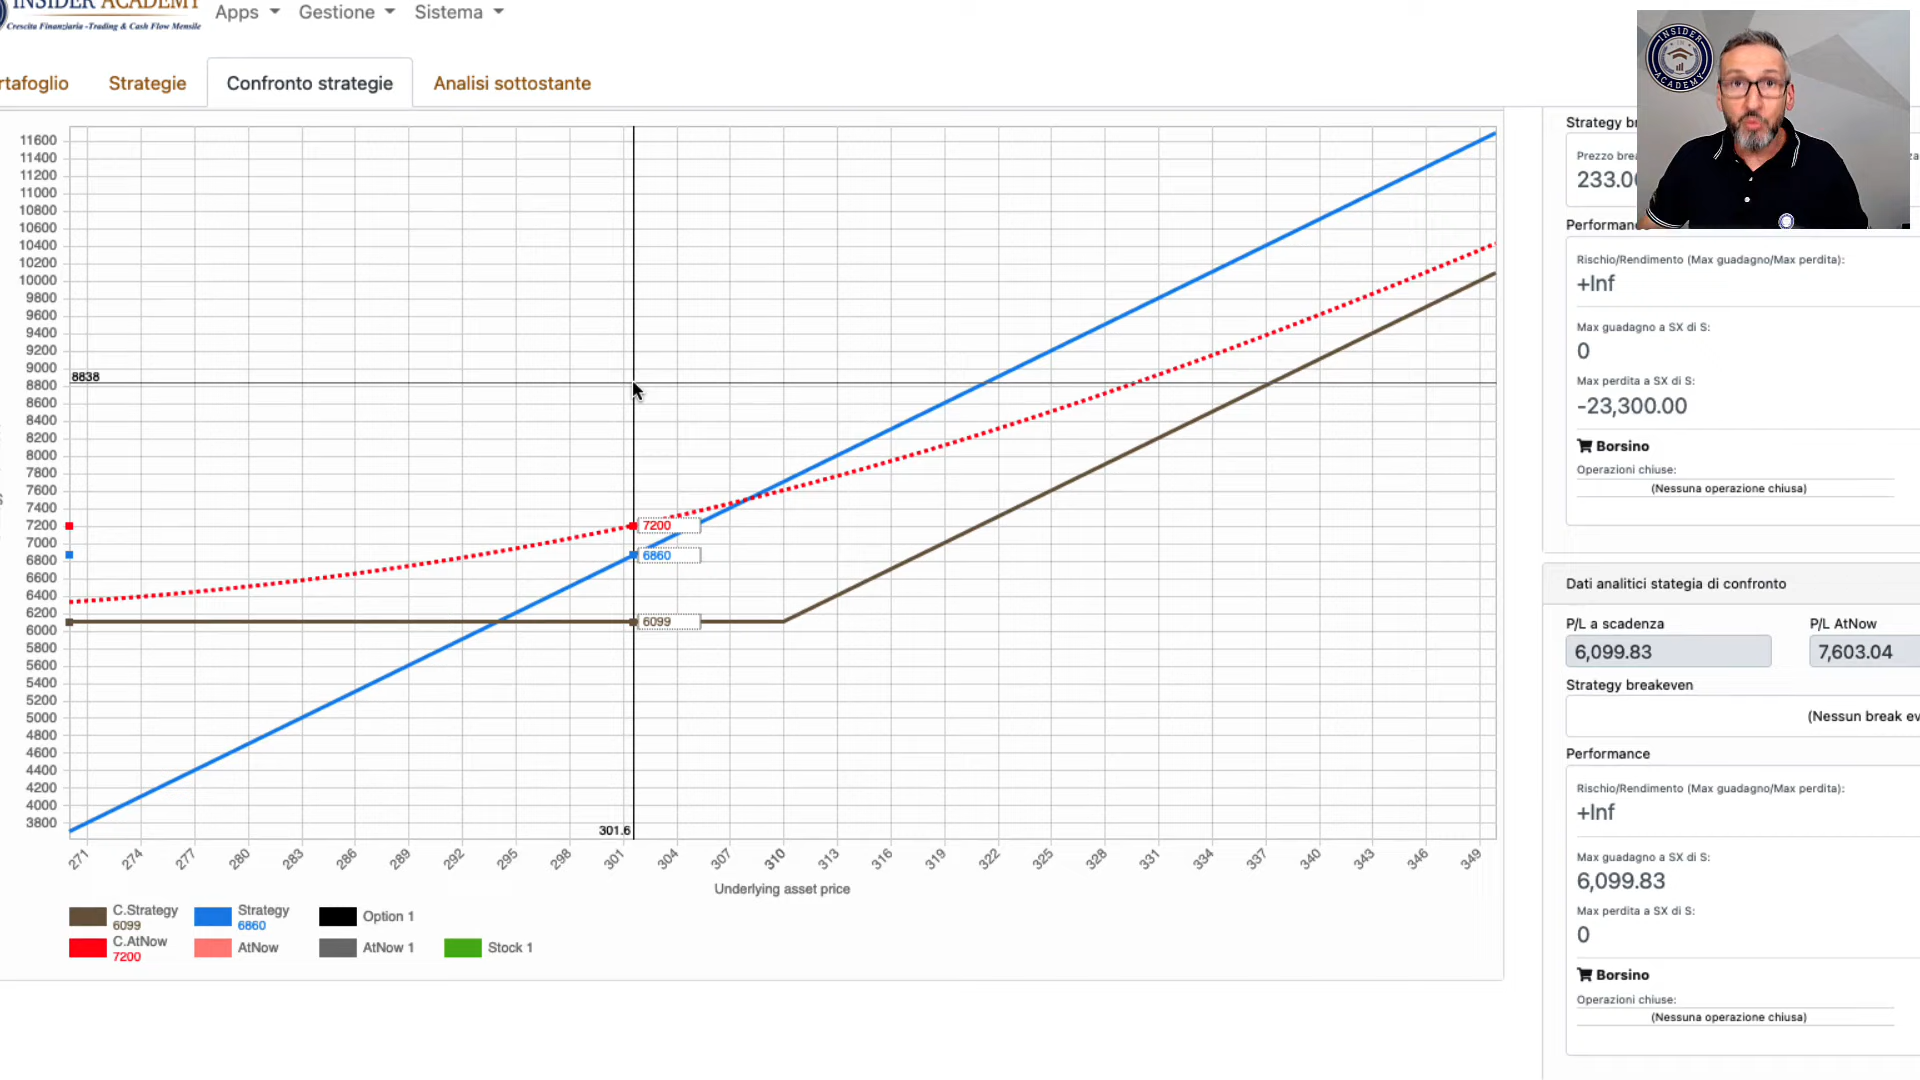 INSIDER ACADEMY
Crescita Finanziaria -Trading & Cash Flow Mensile
Apps
Gestione
Sistema
rtafoglio
Strategie
Confronto strategie
Analisi sottostante
INSIDER
ACADEMY
11600
11400
11200
11000
10800
10600
10400
10200
10000
9800
9600
9400
9200
9000
8800
8600
8400
8200
8000
7800
7600
7400
7200
7000
6800
6600
6400
6200
6000
5800
5600
5400
5200
5000
4800
4600
4400
4200
4000
3800
8838
7200
6860
6099
301.6
271
274
277
280
283
286
289
292
295
298
301
304
307
310
313
316
319
322
325
328
331
334
337
340
343
346
349
Underlying asset price
C.Strategy
6099
Strategy
6860
Option 1
C.AtNow
7200
AtNow
AtNow 1
Stock 1
Strategy br
Prezzo brea
233.0
Performanc
Rischio/Rendimento (Max guadagno/Max perdita):
+Inf
Max guadagno a SX di S:
0
Max perdita a SX di S:
-23,300.00
Borsino
Operazioni chiuse:
(Nessuna operazione chiusa)
Dati analitici stategia di confronto
P/L a scadenza
P/L AtNow
6,099.83
7,603.04
Strategy breakeven
(Nessun break ev
Performance
Rischio/Rendimento (Max guadagno/Max perdita):
+Inf
Max guadagno a SX di S:
6,099.83
Max perdita a SX di S:
0
Borsino
Operazioni chiuse:
(Nessuna operazione chiusa)